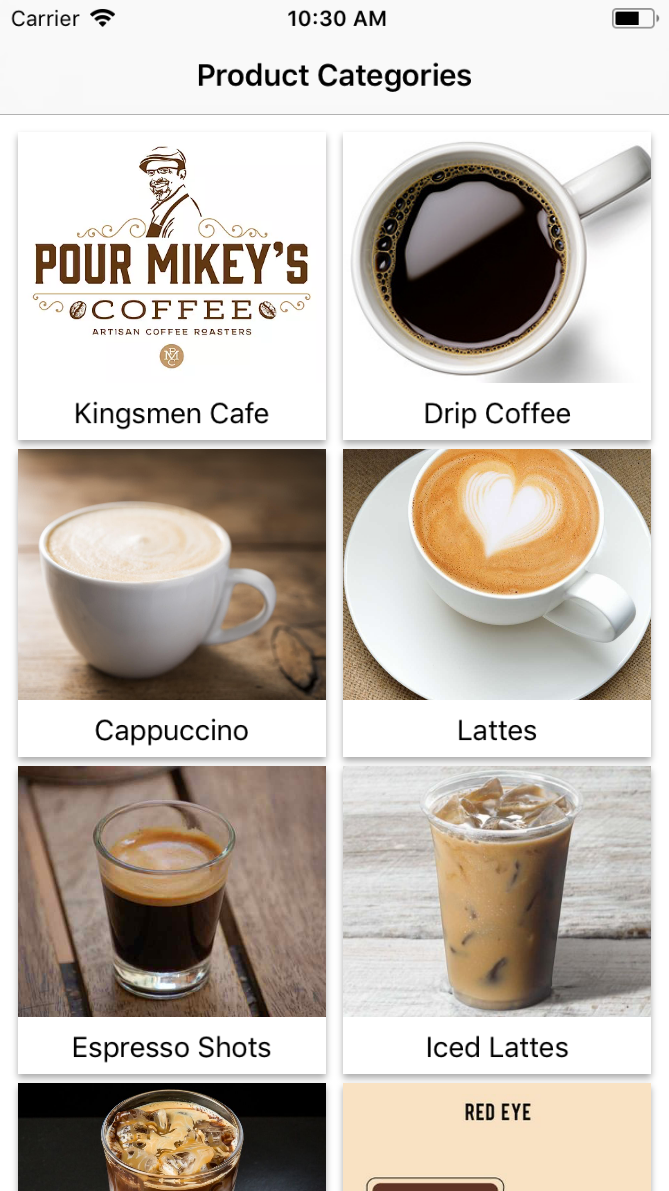 Carrier
10:30 AM
Product Categories
POUR MIKEY'S
COFFEE
ARTISAN COFFEE ROASTERS
Kingsmen Cafe
Drip Coffee
Cappuccino
Lattes
Espresso Shots
Iced Lattes
RED EYE